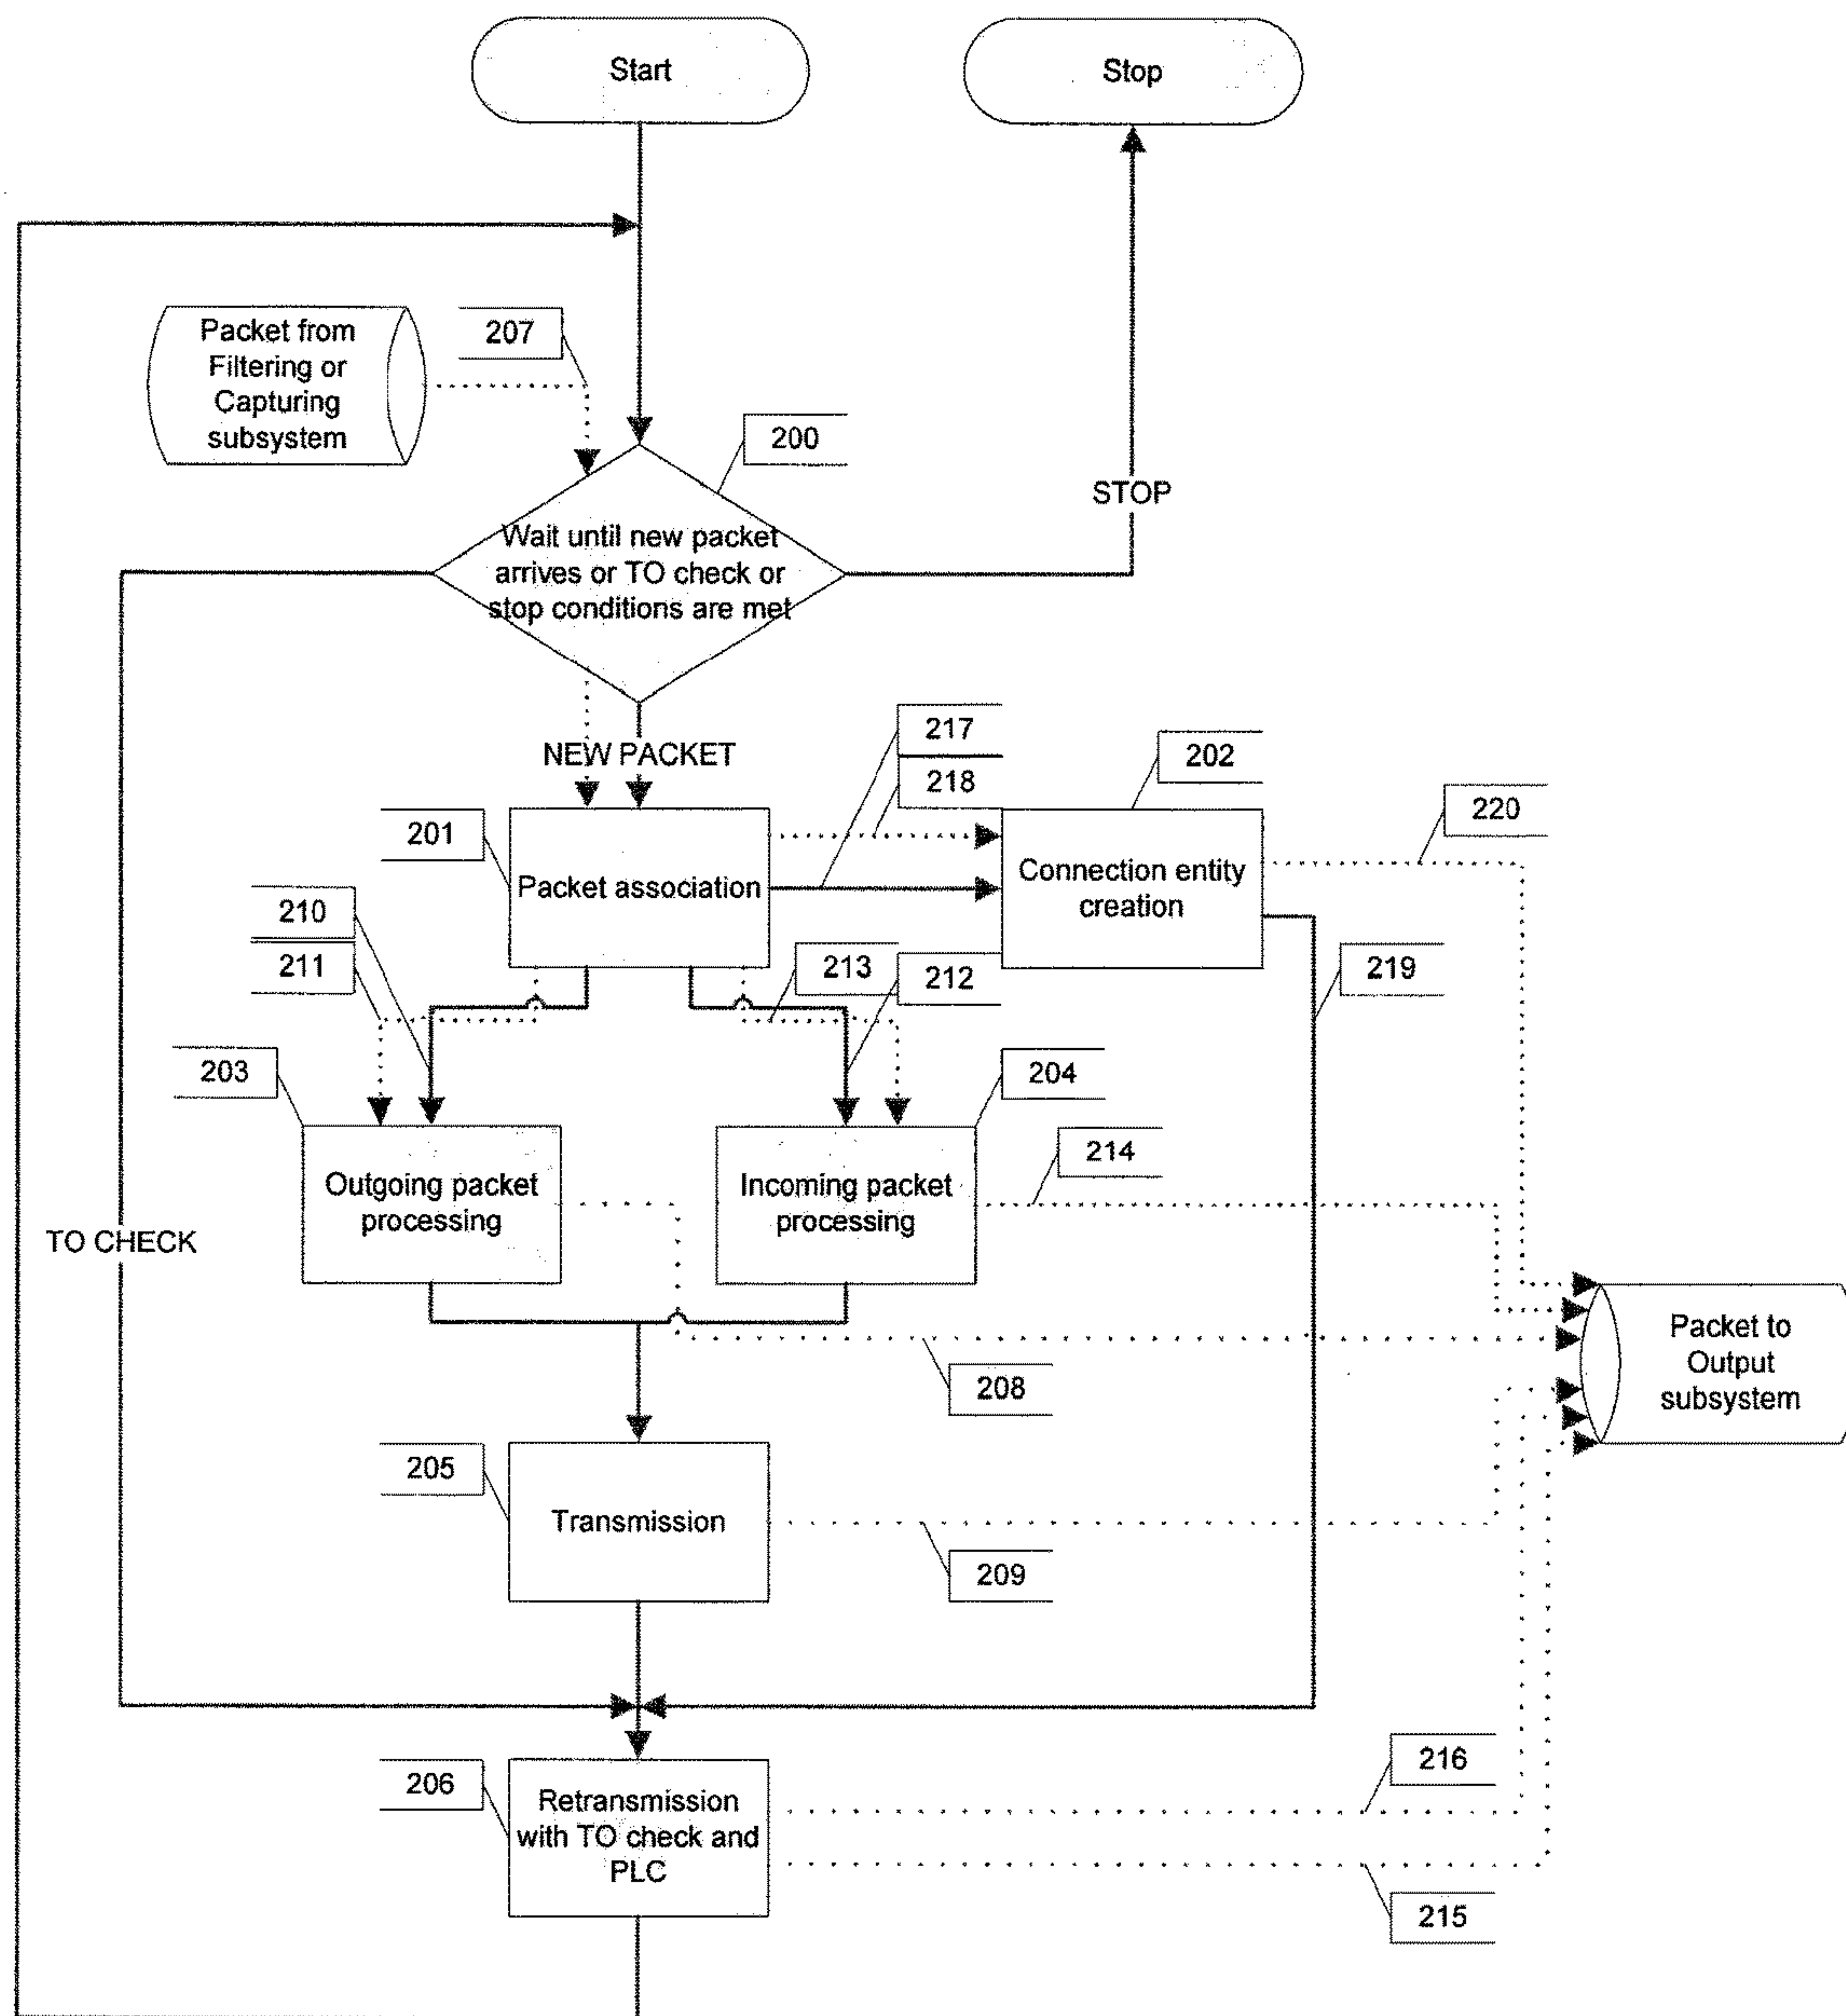 Start
Stop
Packet from
Filtering or
Capturing
subsystem
207
200
Wait until new packet
arrives or TO check or
stop conditions are met
STOP
NEW PACKET
217
218
202
220
201
Packet association
Connection entity
creation
210
211
213
212
219
203
204
214
Outgoing packet
processing
Incoming packet
processing
TO CHECK
208
Packet to
Output
subsystem
205
Transmission
209
206
Retransmission
with TO check and
PLC
216
215